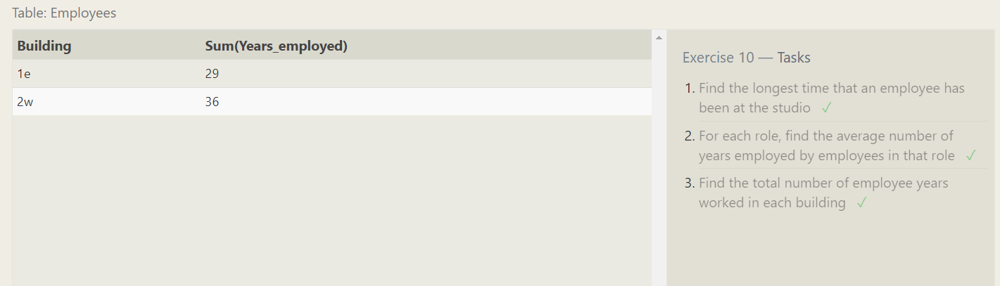 Table: Employees
Building Sum(Years_employed)
1e 29
2w 36
Exercise 10 — Tasks
1. Find the longest time that an employee has
been at the studio ✓
2. For each role, find the average number of
years employed by employees in that role ✓
3. Find the total number of employee years
worked in each building ✓